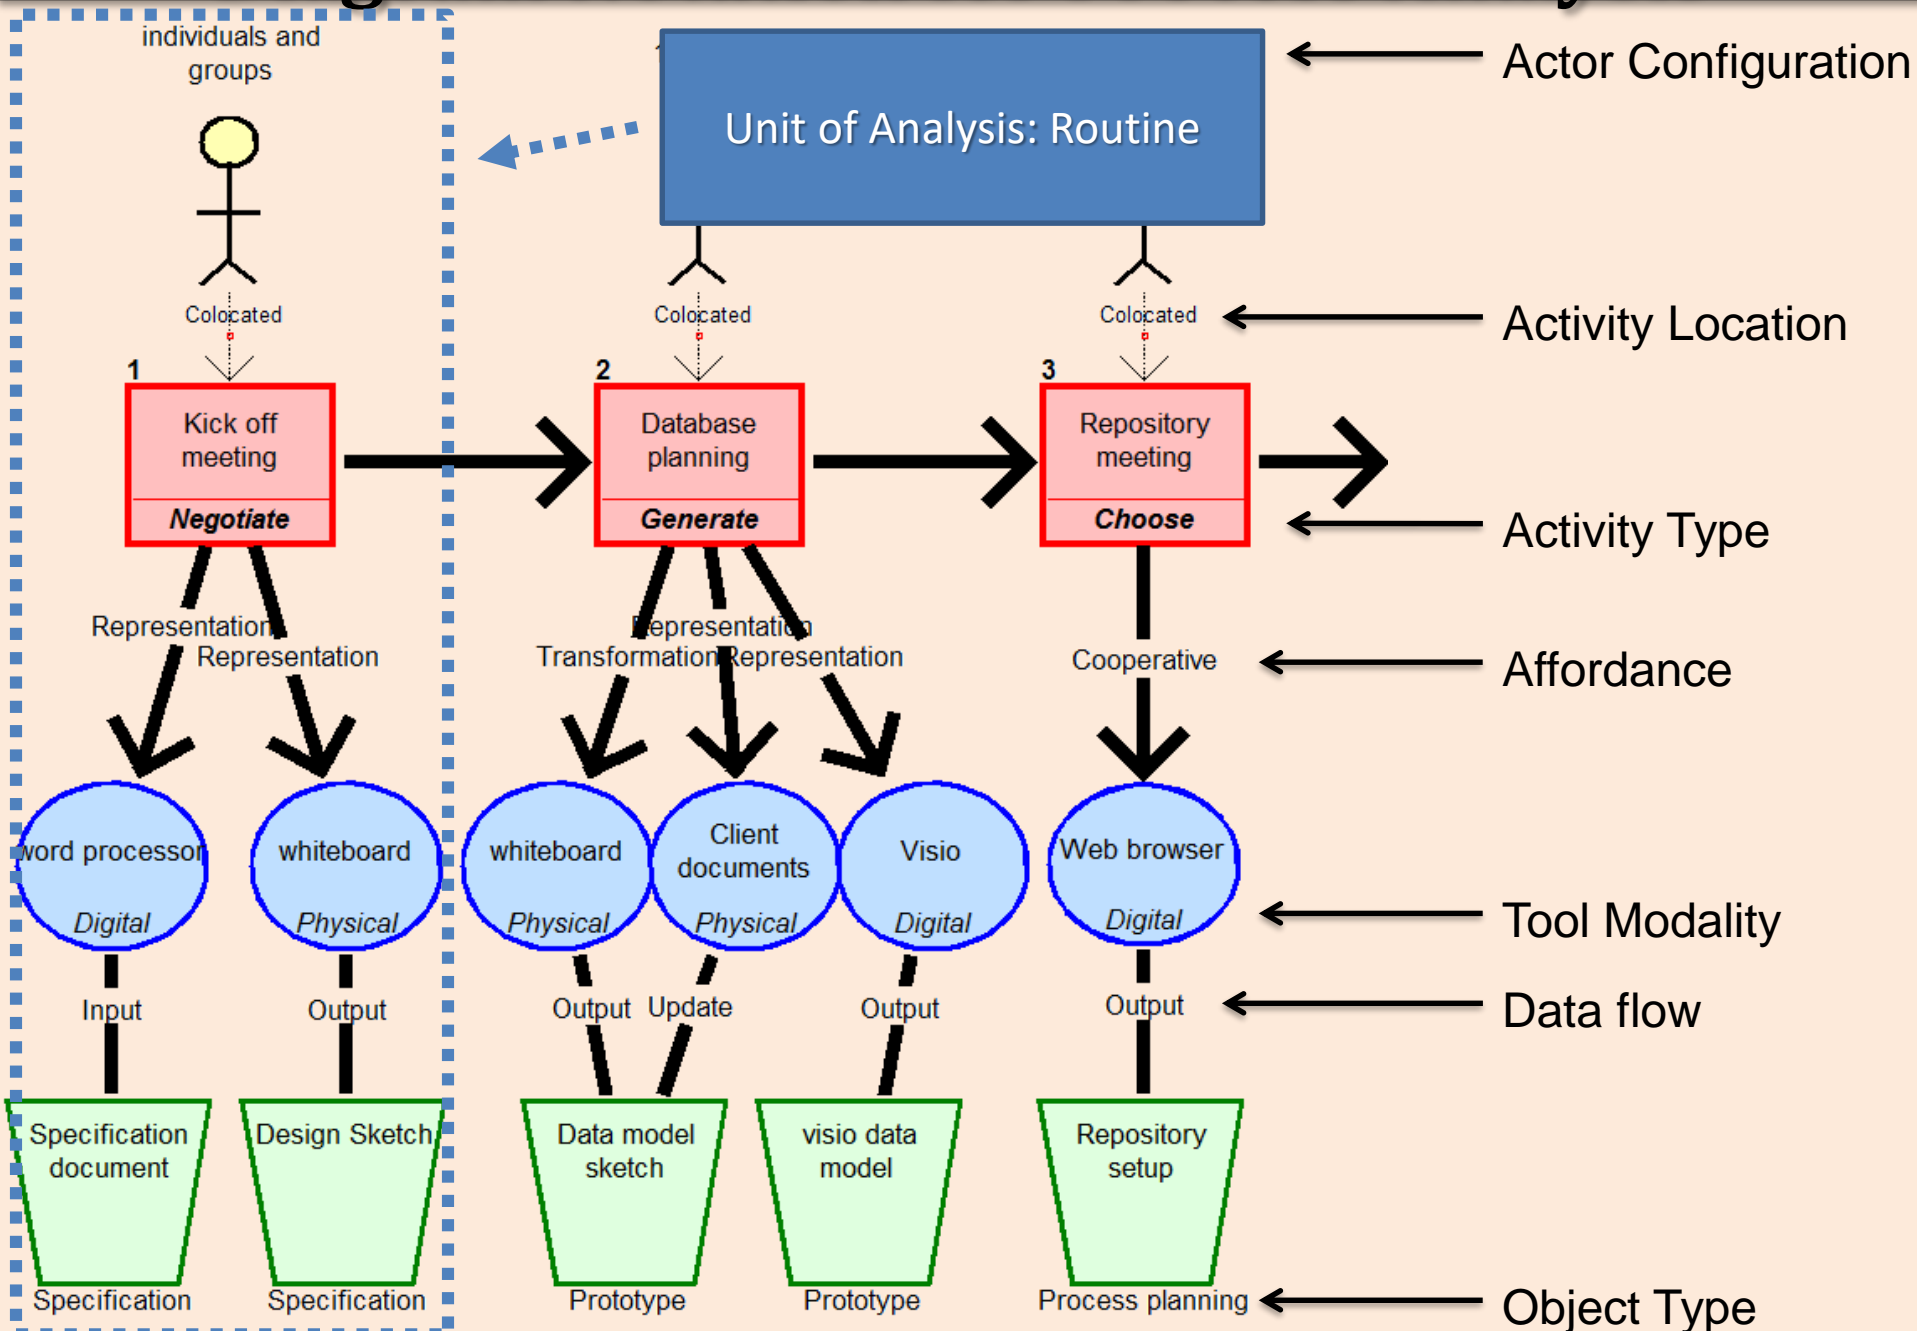 individuals and
groups
Unit of Analysis: Routine
Actor Configuration
Colocated
Colocated
Colocated
Activity Location
1
2
3
Kick off
meeting
Negotiate
Database
planning
Generate
Repository
meeting
Choose
Activity Type
Representation
Representation
Representation
Transformation
Representation
Cooperative
Affordance
word processor
Digital
whiteboard
Physical
whiteboard
Physical
Client
documents
Physical
Visio
Digital
Web browser
Digital
Tool Modality
Input
Output
Output
Update
Output
Output
Data flow
Specification
document
Design Sketch
Data model
sketch
visio data
model
Repository
setup
Specification
Specification
Prototype
Prototype
Process planning
Object Type